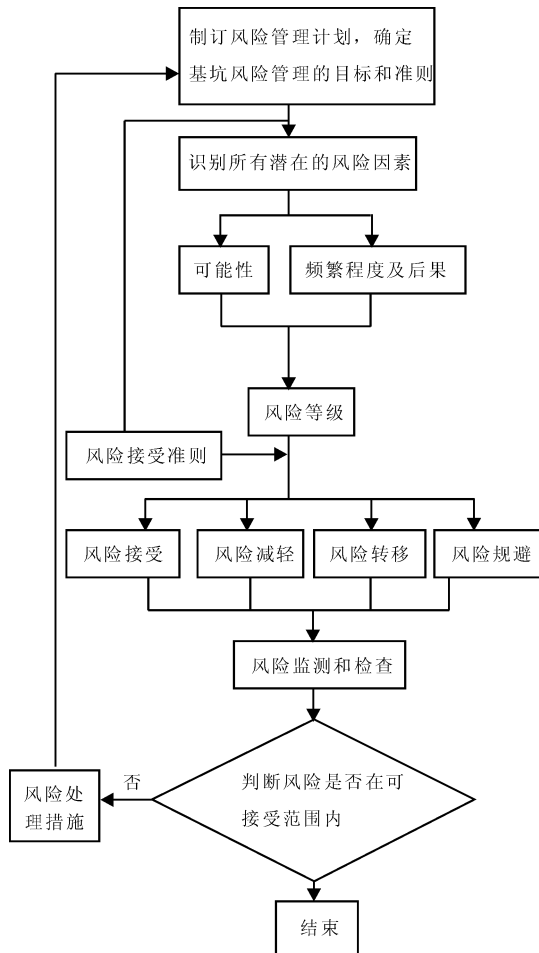 制订风险管理计划，确定
基坑风险管理的目标和准则
识别所有潜在的风险因素
可能性
频繁程度及后果
风险等级
风险接受准则
风险接受
风险减轻
风险转移
风险规避
风险监测和检查
否
判断风险是否在可
接受范围内
风险处
理措施
结束